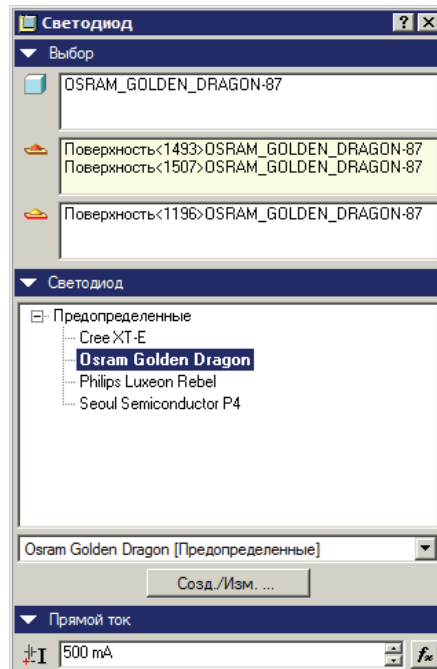 Светодиод
Выбор
OSRAM_GOLDEN_DRAGON-87
Поверхность<1493>OSRAM_GOLDEN_DRAGON-87
Поверхность<1507>OSRAM_GOLDEN_DRAGON-87
Поверхность<1196>OSRAM_GOLDEN_DRAGON-87
Светодиод
Предопределенные
Cree XT-E
Osram Golden Dragon
Philips Luxeon Rebel
Seoul Semiconductor P4
Osram Golden Dragon [Предопределенные]
Созд./Изм. ...
Прямой ток
500 mA